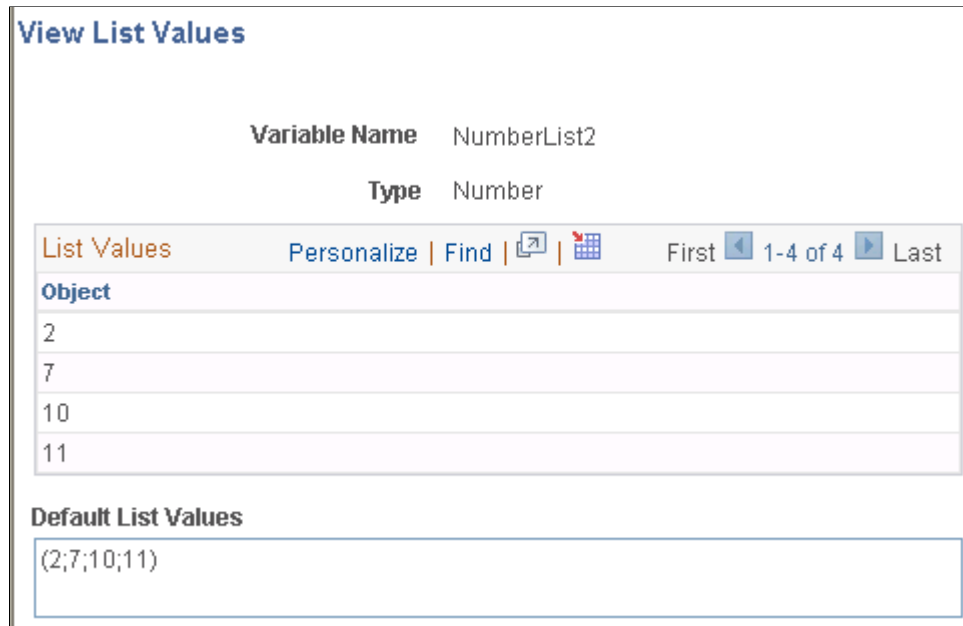 View List Values
Variable Name NumberList2
Type Number
List Values Personalize | Find | | First 1-4 of 4 Last
Object
2
7
10
11
Default List Values
(2;7;10;11)